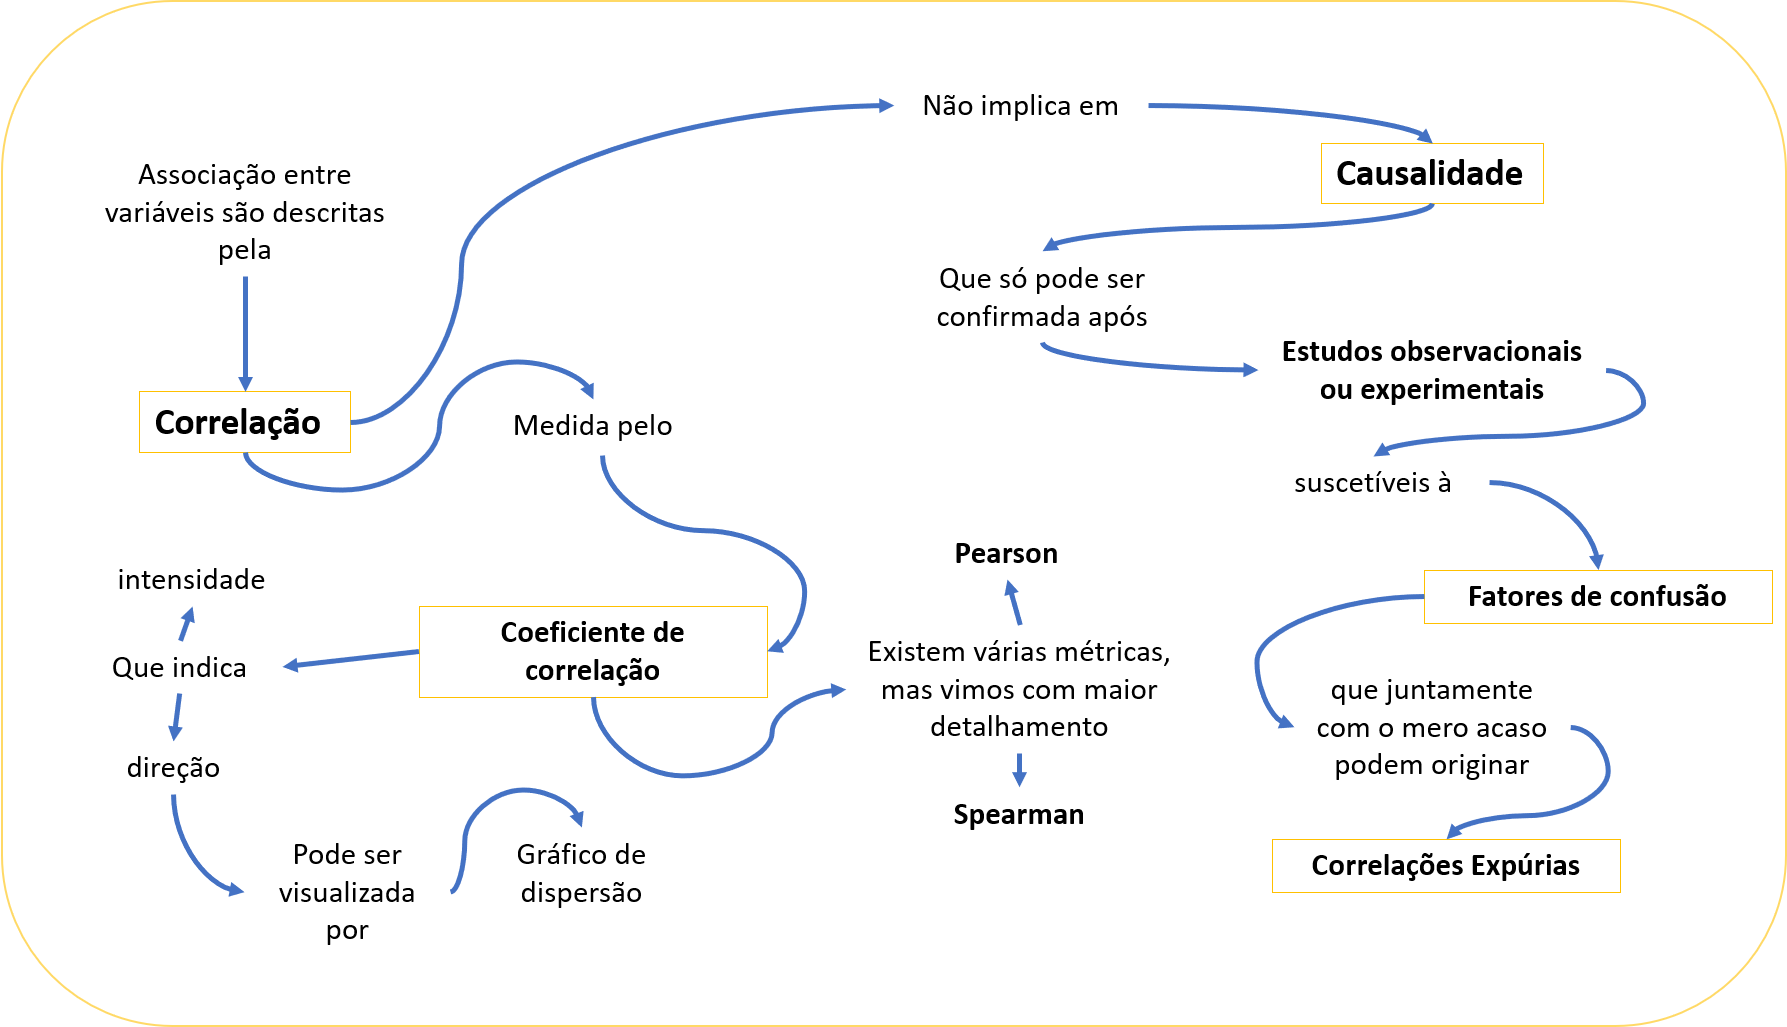 Não implica em
Causalidade
Associação entre
variáveis são descritas
pela
Que só pode ser
confirmada após
Estudos observacionais
ou experimentais
Correlação
Medida pelo
suscetíveis à
Pearson
intensidade
Fatores de confusão
Coeficiente de
correlação
Que indica
Existem várias métricas,
mas vimos com maior
detalhamento
que juntamente
com o mero acaso
podem originar
direção
Spearman
Pode ser
visualizada
por
Gráfico de
dispersão
Correlações Expúrias